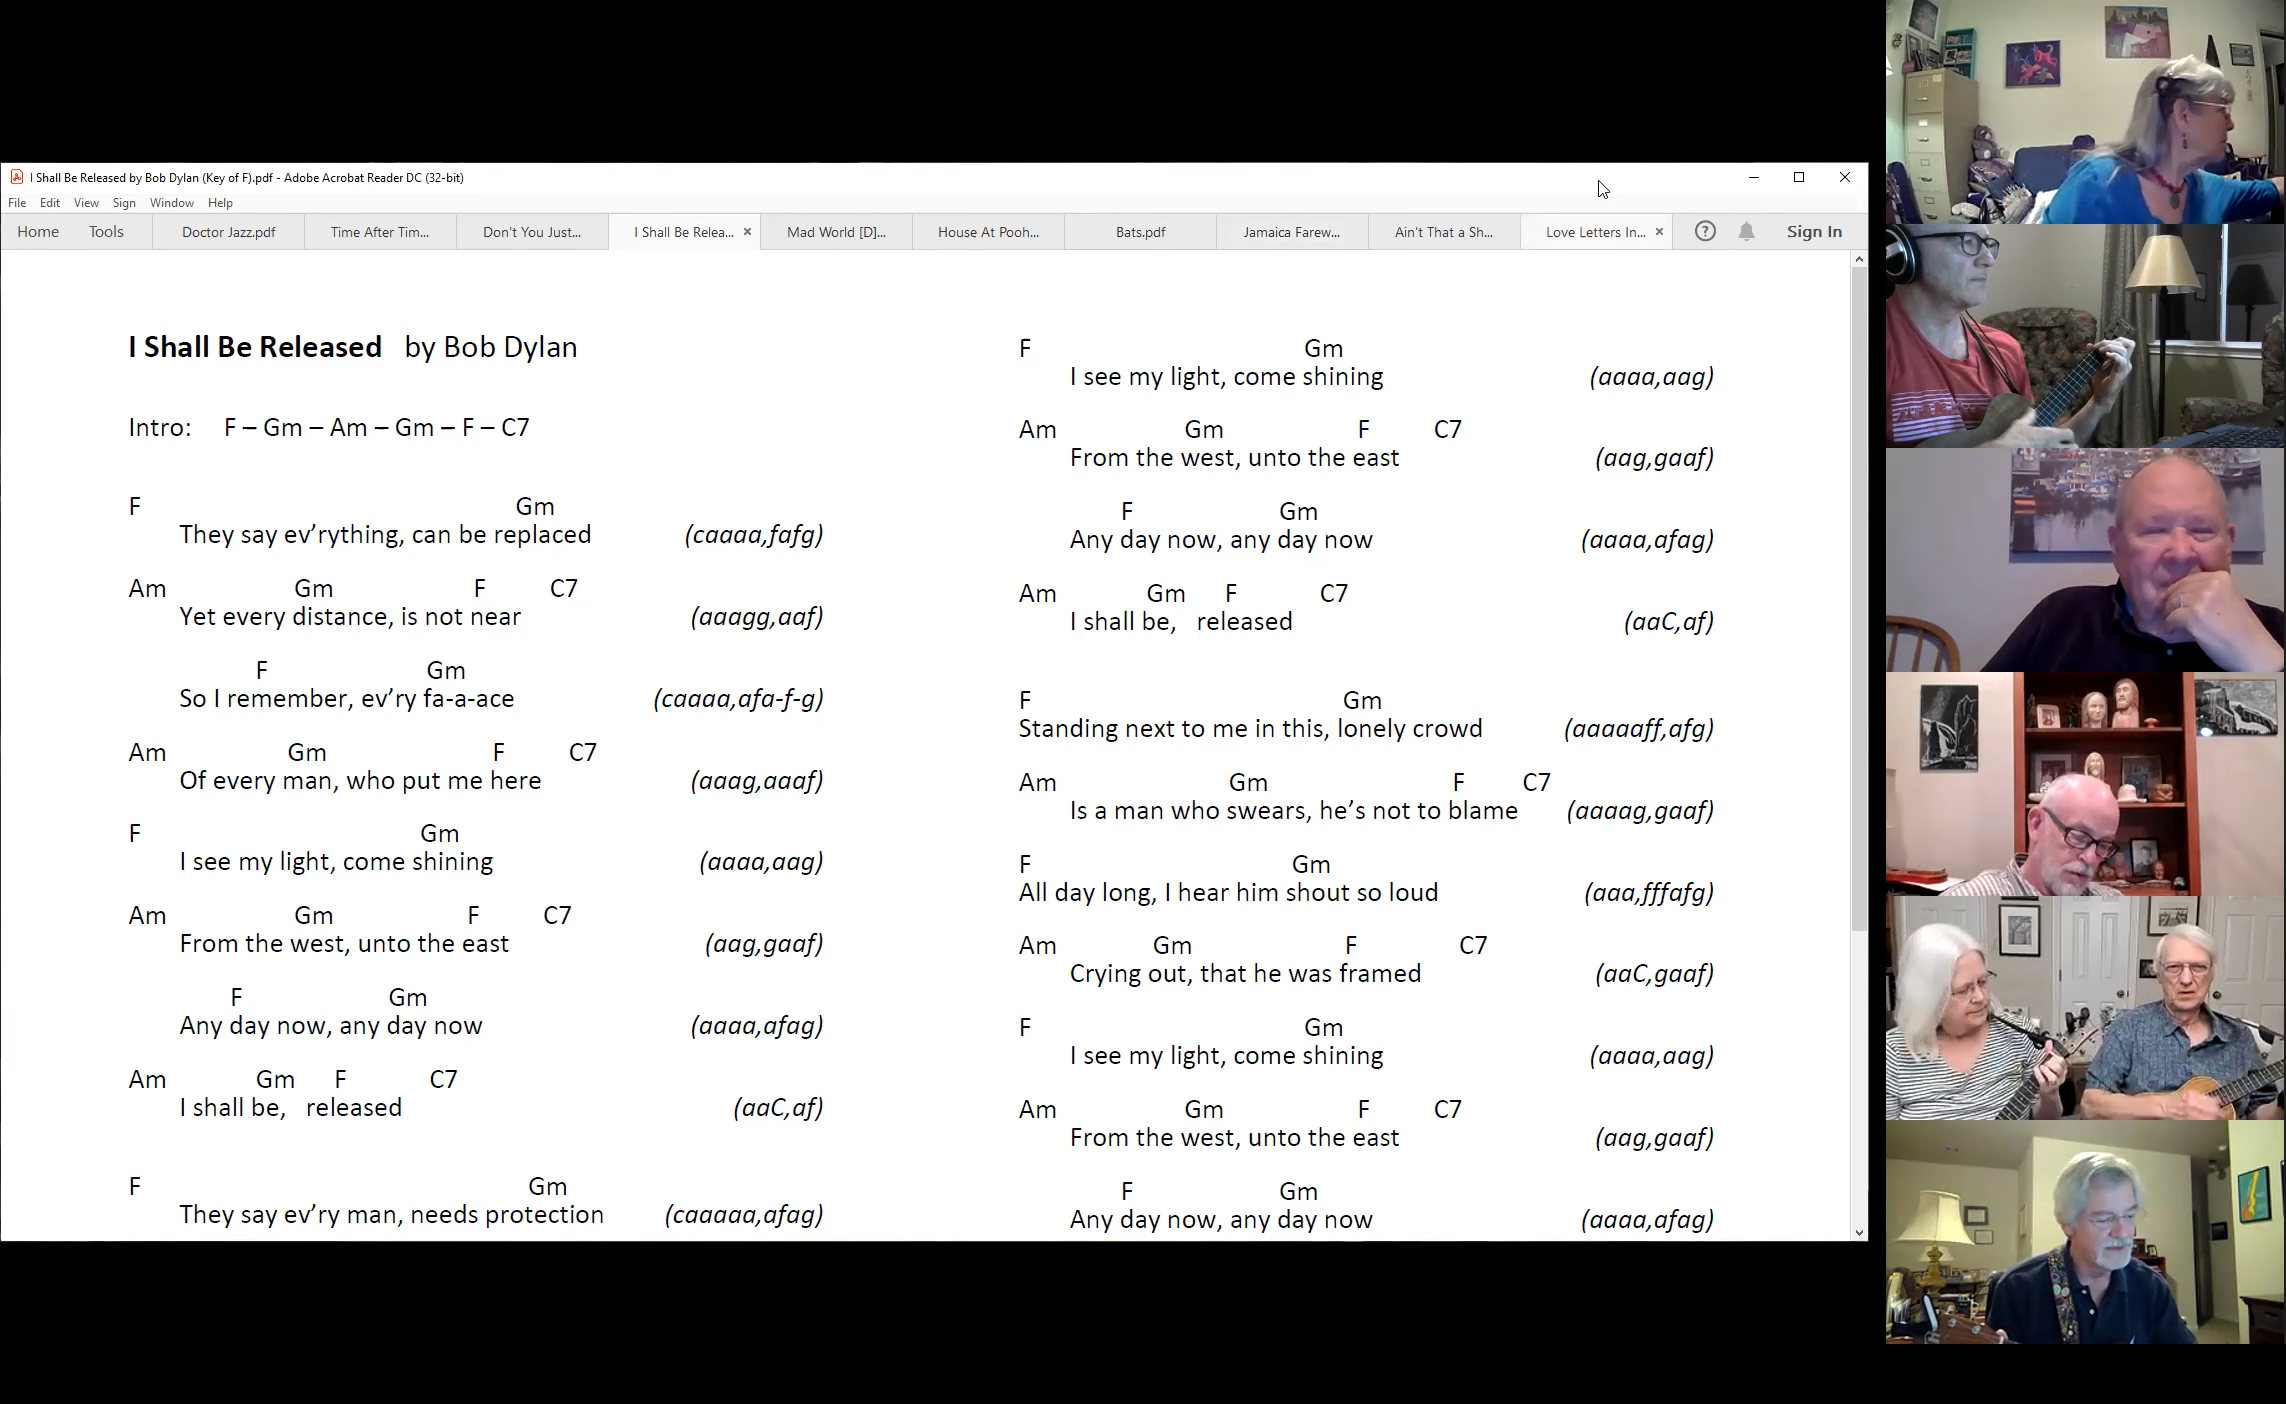 I Shall Be Released by Bob Dylan (Key of F).pdf - Adobe Acrobat Reader DC (32-bit)
File Edit View Sign Window Help
Home Tools Doctor Jazz.pdf Time After Tim... Don't You Just... I Shall Be Relea... Mad World [D]... House At Pooh... Bats.pdf Jamaica Farew... Ain't That a Sh... Love Letters In... Sign In
I Shall Be Released by Bob Dylan
Intro: F – Gm – Am – Gm – F – C7
F Gm
They say ev’rything, can be replaced (caaaa,fafg)
Am Gm F C7
Yet every distance, is not near (aaagg,aaf)
F Gm
So I remember, ev’ry fa-a-ace (caaaa,afa-f-g)
Am Gm F C7
Of every man, who put me here (aaag,aaaf)
F Gm
I see my light, come shining (aaaa,aag)
Am Gm F C7
From the west, unto the east (aag,gaaf)
F Gm
Any day now, any day now (aaaa,afag)
Am Gm F C7
I shall be, released (aaC,af)
F Gm
They say ev’ry man, needs protection (caaaaa,afag)
F Gm
I see my light, come shining (aaaa,aag)
Am Gm F C7
From the west, unto the east (aag,gaaf)
F Gm
Any day now, any day now (aaaa,afag)
Am Gm F C7
I shall be, released (aaC,af)
F Gm
Standing next to me in this, lonely crowd (aaaaaff,afg)
Am Gm F C7
Is a man who swears, he’s not to blame (aaaag,gaaf)
F Gm
All day long, I hear him shout so loud (aaa,fffafg)
Am Gm F C7
Crying out, that he was framed (aaC,gaaf)
F Gm
I see my light, come shining (aaaa,aag)
Am Gm F C7
From the west, unto the east (aag,gaaf)
F Gm
Any day now, any day now (aaaa,afag)